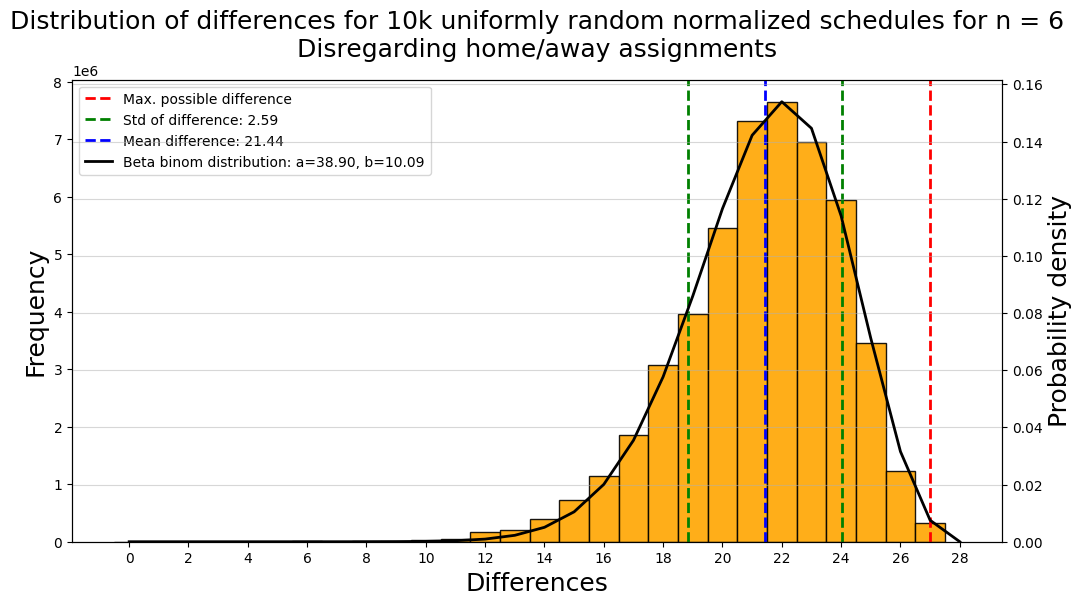 Distribution of differences for 10k uniformly random normalized schedules for n = 6
Disregarding home/away assignments
1e6
Max. possible difference
Std of difference: 2.59
Mean difference: 21.44
Beta binom distribution: a=38.90, b=10.09
8
7
6
5
4
3
2
1
0
Frequency
0.16
0.14
0.12
0.10
0.08
0.06
0.04
0.02
0.00
Probability density
0 2 4 6 8 10 12 14 16 18 20 22 24 26 28
Differences